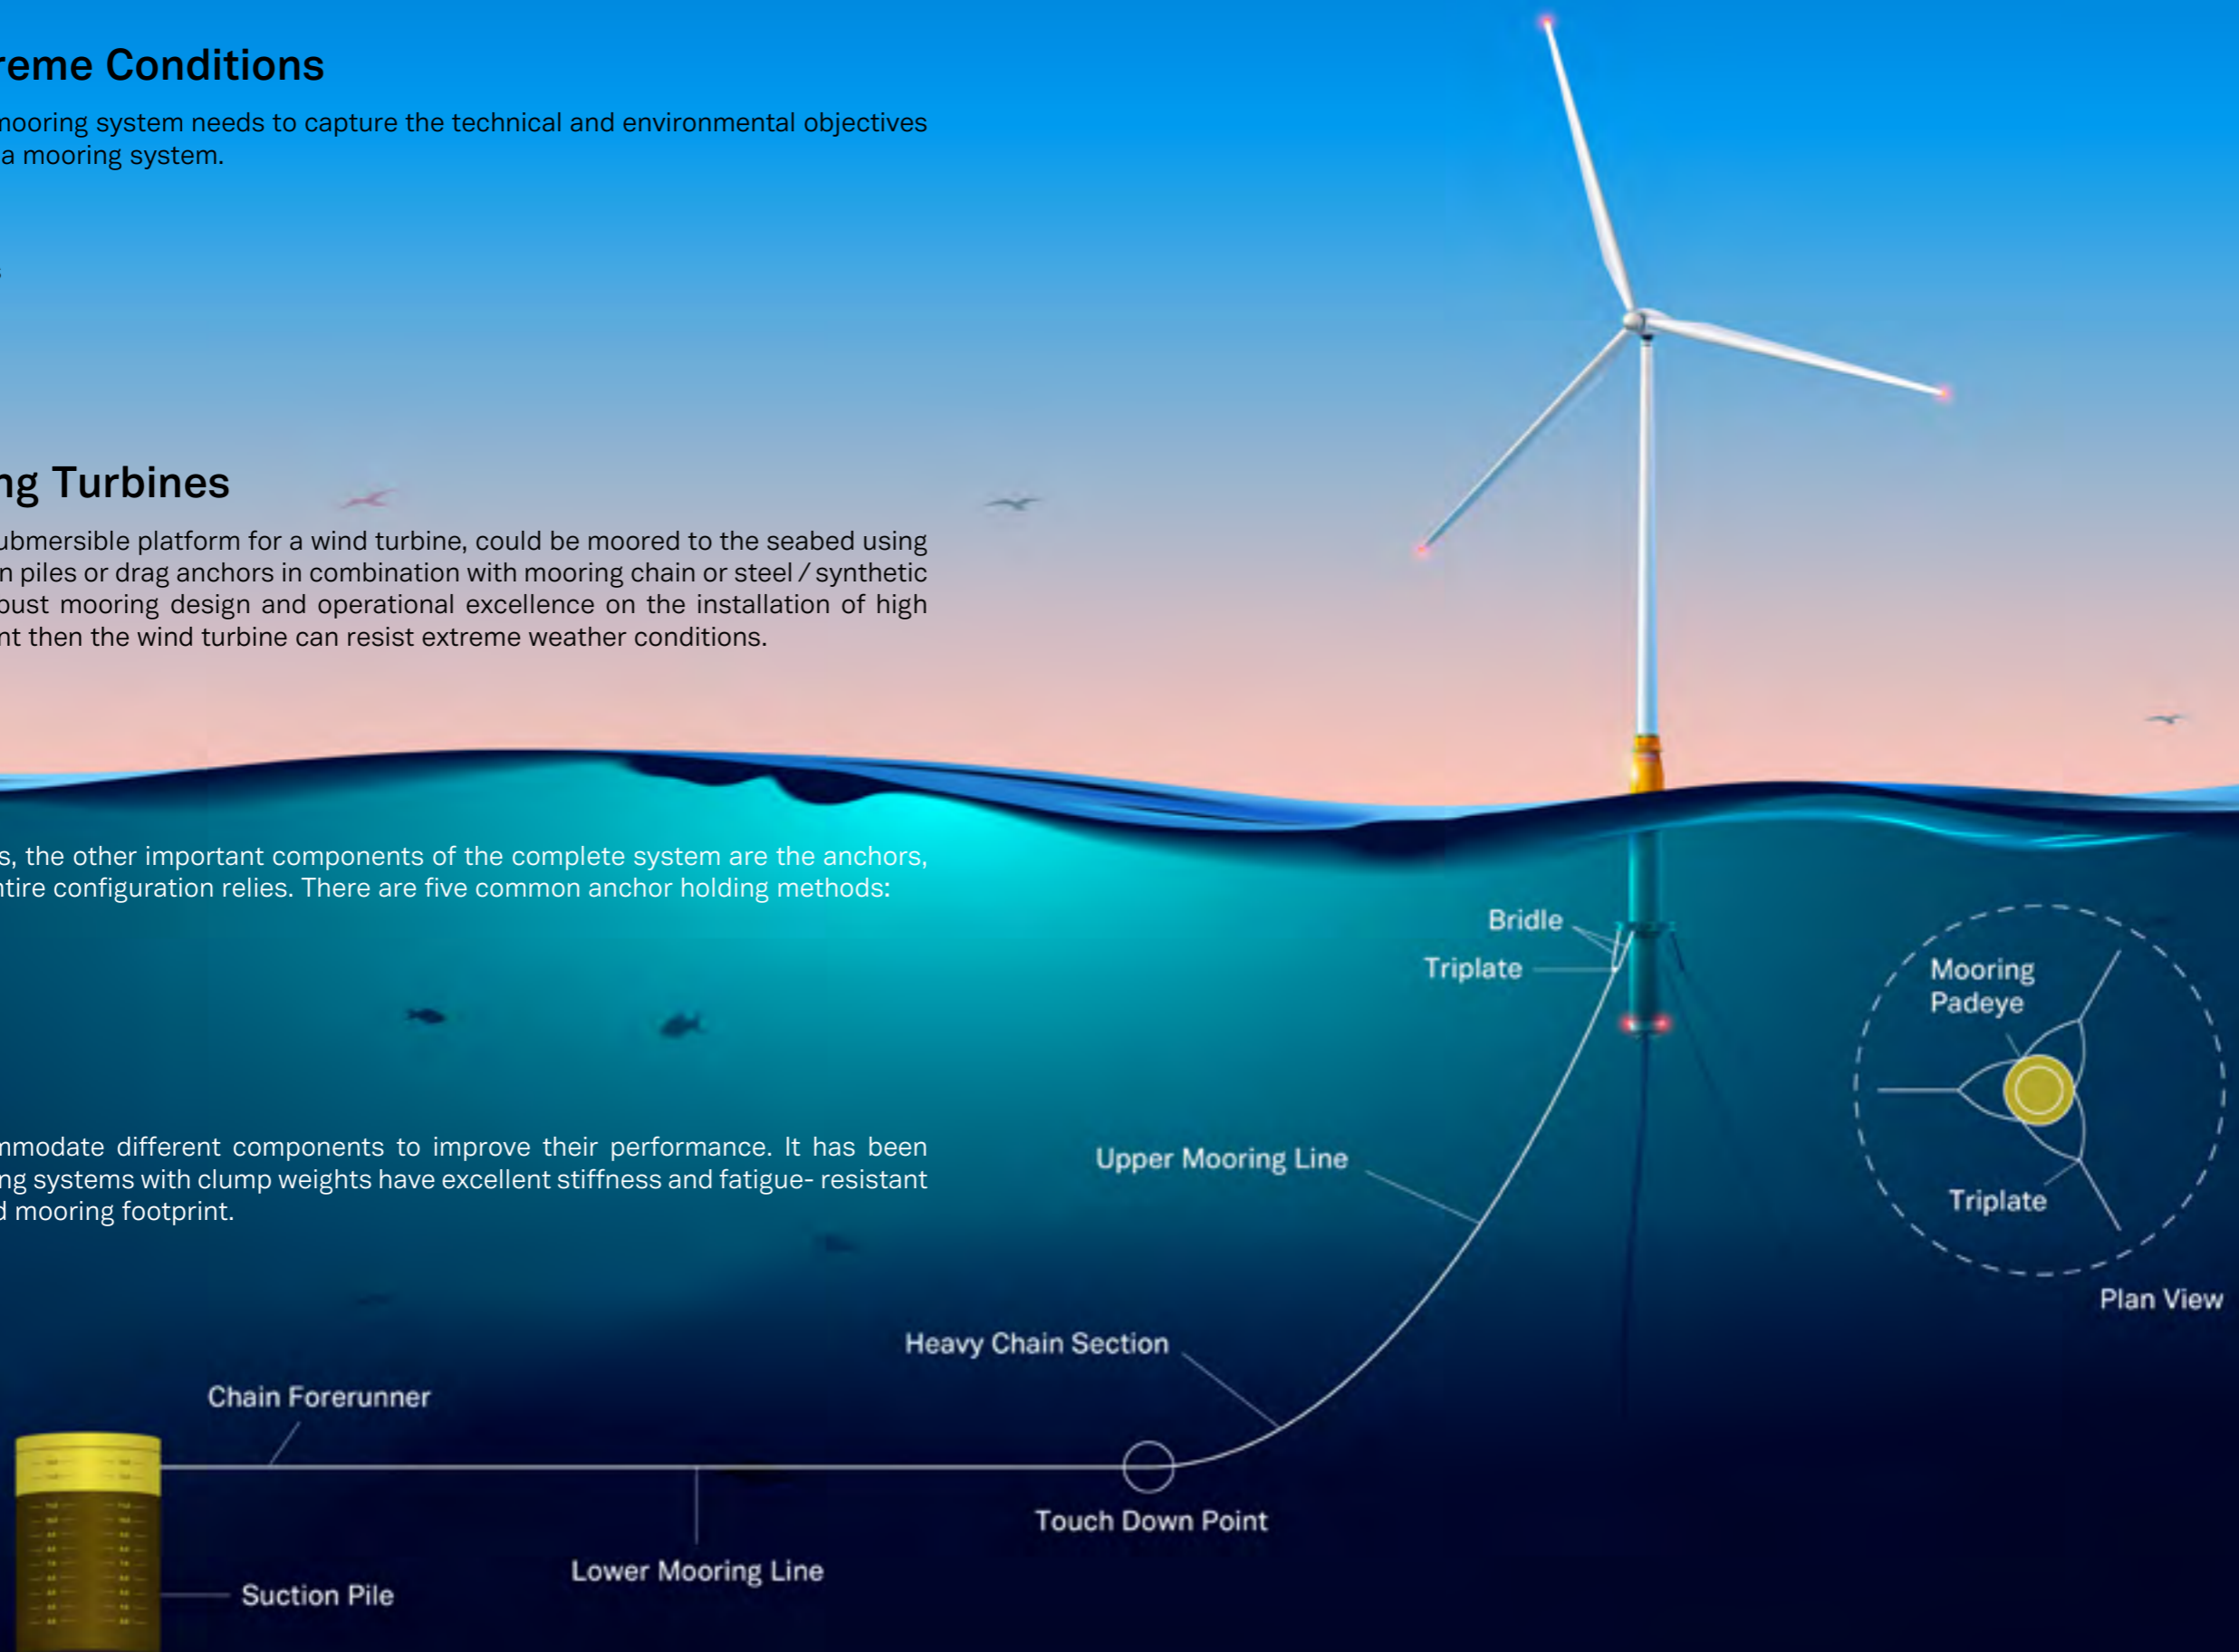 reme Conditions
mooring system needs to capture the technical and environmental objectives
a mooring system.
s
ng Turbines
ubmersible platform for a wind turbine, could be moored to the seabed using
n piles or drag anchors in combination with mooring chain or steel / synthetic
bust mooring design and operational excellence on the installation of high
nt then the wind turbine can resist extreme weather conditions.
s, the other important components of the complete system are the anchors,
ntire configuration relies. There are five common anchor holding methods:
Bridle
Triplate
Mooring
Padeye
Triplate
Plan View
mmodate different components to improve their performance. It has been
ng systems with clump weights have excellent stiffness and fatigue- resistant
d mooring footprint.
Upper Mooring Line
Heavy Chain Section
Chain Forerunner
Touch Down Point
Lower Mooring Line
Suction Pile